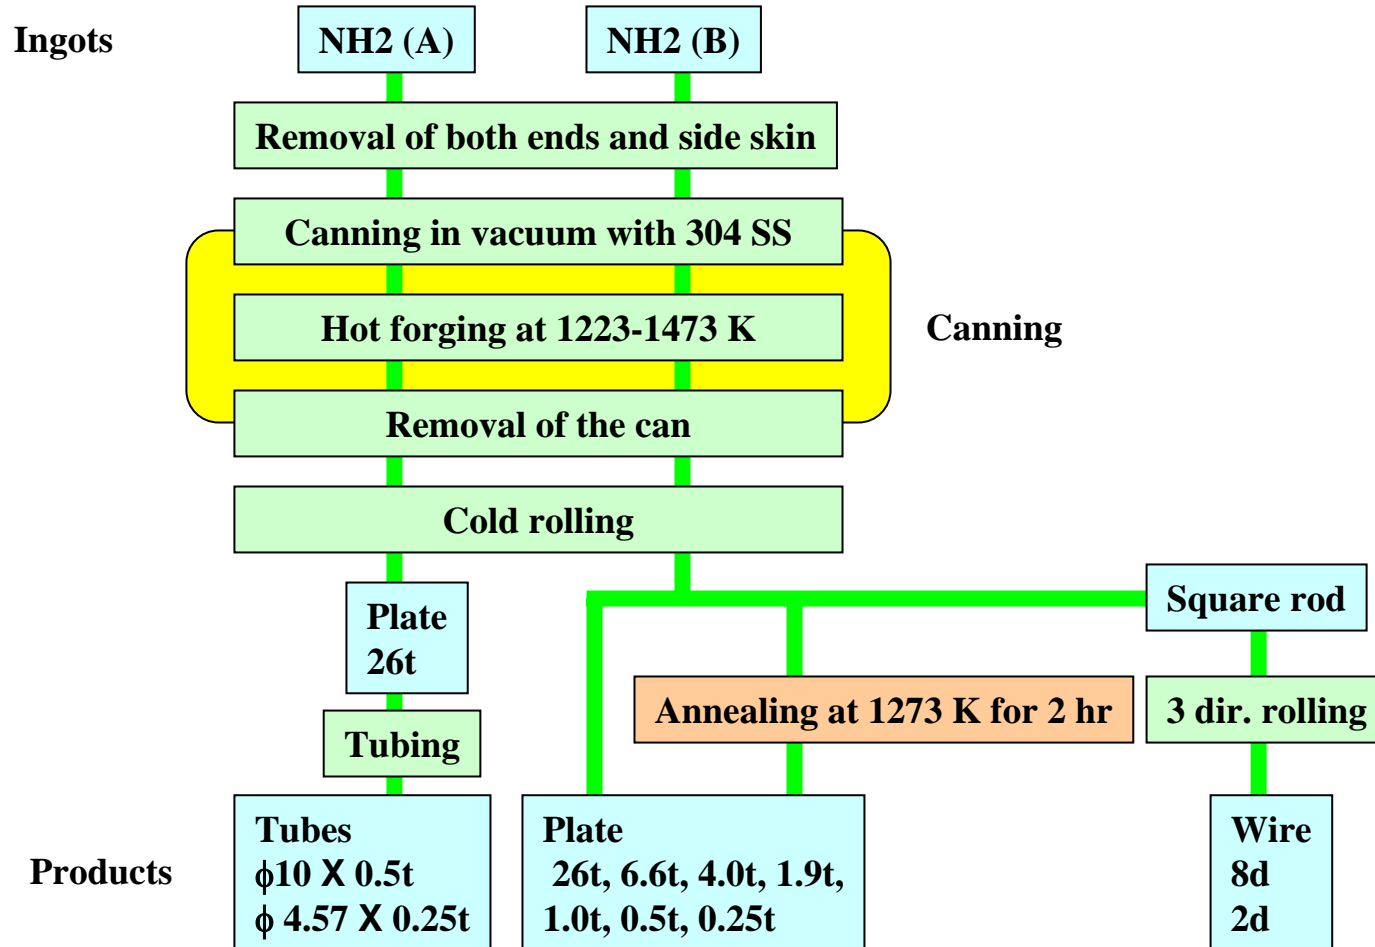 Ingots
NH2 (A)
NH2 (B)
Removal of both ends and side skin
Canning in vacuum with 304 SS
Hot forging at 1223-1473 K
Canning
Removal of the can
Cold rolling
Plate
26t
Square rod
Annealing at 1273 K for 2 hr
3 dir. rolling
Tubing
Products
Tubes
ϕ10 X 0.5t
ϕ 4.57 X 0.25t
Plate
26t, 6.6t, 4.0t, 1.9t,
1.0t, 0.5t, 0.25t
Wire
8d
2d